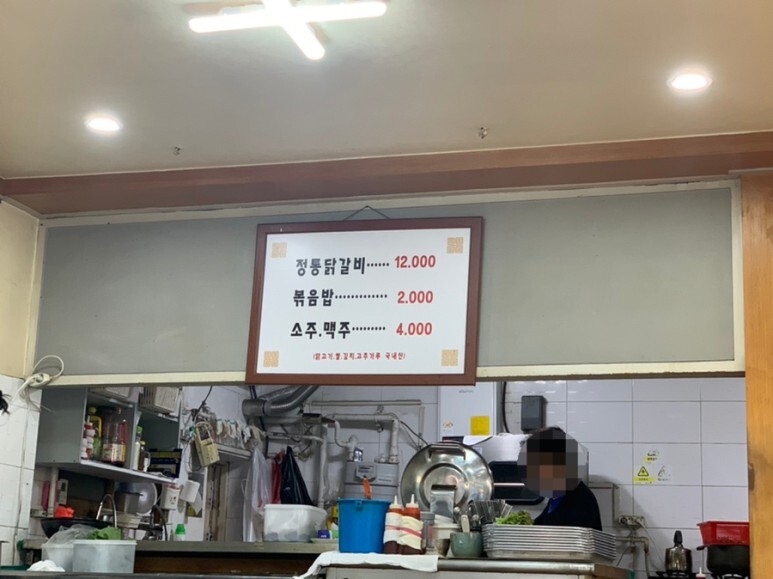 정통닭갈비...... 12.000
볶음밥............. 2.000
소주.맥주......... 4.000
(닭고기.쌀.김치.고추가루 국내산)